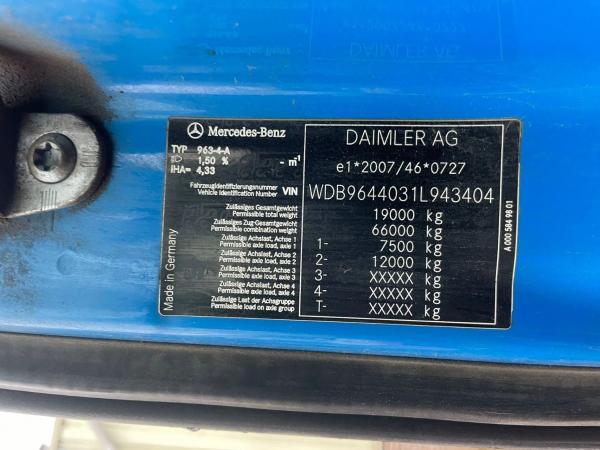 Mercedes-Benz
TYP 963-4-A
1,50 % - m⁻¹
IHA= 4,33
DAIMLER AG
e1*2007/46*0727
Fahrzeugidentifizierungsnummer
Vehicle Identification Number VIN WDB9644031L943404
Zulässiges Gesamtgewicht
Permissible total weight 19000 kg
Zulässiges Zug-Gesamtgewicht
Permissible combination weight 66000 kg
Zulässige Achslast, Achse 1
Permissible axle load, axle 1 1- 7500 kg
Zulässige Achslast, Achse 2
Permissible axle load, axle 2 2- 12000 kg
Zulässige Achslast, Achse 3
Permissible axle load, axle 3 3- XXXXX kg
Zulässige Achslast, Achse 4
Permissible axle load, axle 4 4- XXXXX kg
Zulässige Last der Achsgruppe
Permissible load on axle group T- XXXXX kg
Made in Germany
A 000 584 98 01
DAIMLER AG